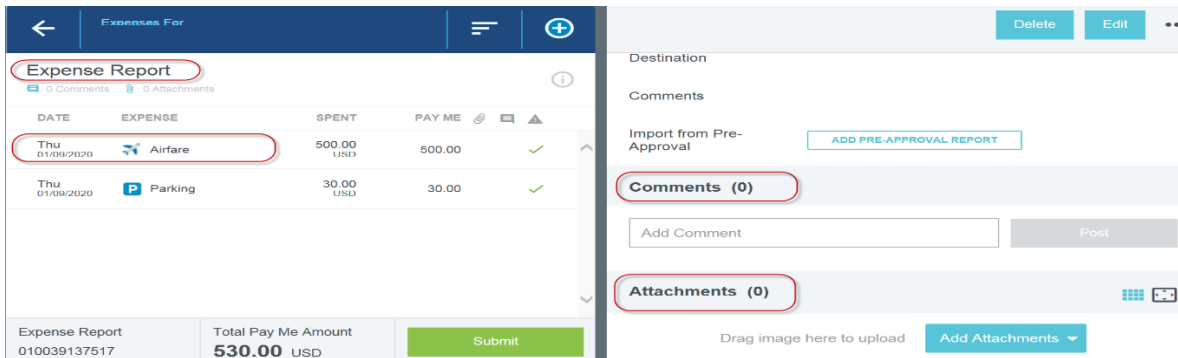 Expenses For
Expense Report
0 Comments 0 Attachments
DATE EXPENSE SPENT PAY ME
Thu
01/09/2020
Airfare
500.00
USD
500.00
Thu
01/09/2020
P Parking
30.00
USD
30.00
Expense Report
010039137517
Total Pay Me Amount
530.00 USD
Submit
Delete Edit
Destination
Comments
Import from Pre-
Approval
ADD PRE-APPROVAL REPORT
Comments (0)
Add Comment Post
Attachments (0)
Drag image here to upload Add Attachments